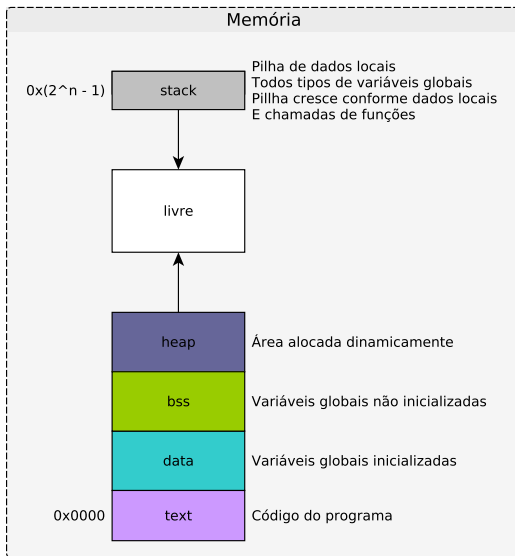 Memória
Pilha de dados locais
Todos tipos de variáveis globais
0x(2^n - 1)
stack
Pillha cresce conforme dados locais
E chamadas de funções
livre
heap
Área alocada dinamicamente
bss
Variáveis globais não inicializadas
data
Variáveis globais inicializadas
0x0000
text
Código do programa